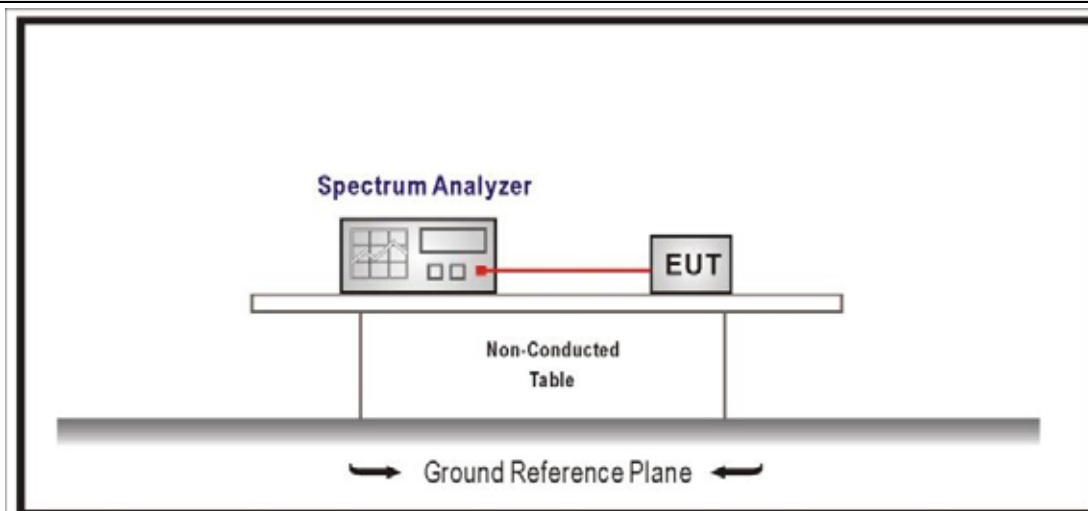 Spectrum Analyzer
EUT
Non-Conducted
Table
Ground Reference Plane